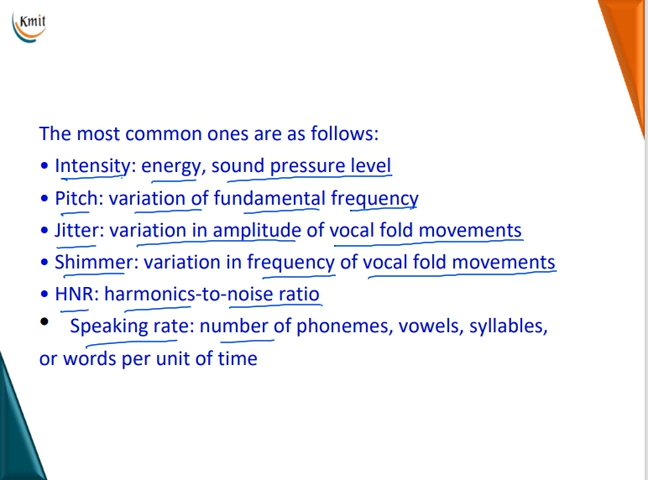 Kmit
The most common ones are as follows:
• Intensity: energy, sound pressure level
• Pitch: variation of fundamental frequency
• Jitter: variation in amplitude of vocal fold movements
• Shimmer: variation in frequency of vocal fold movements
• HNR: harmonics-to-noise ratio
• Speaking rate: number of phonemes, vowels, syllables,
or words per unit of time